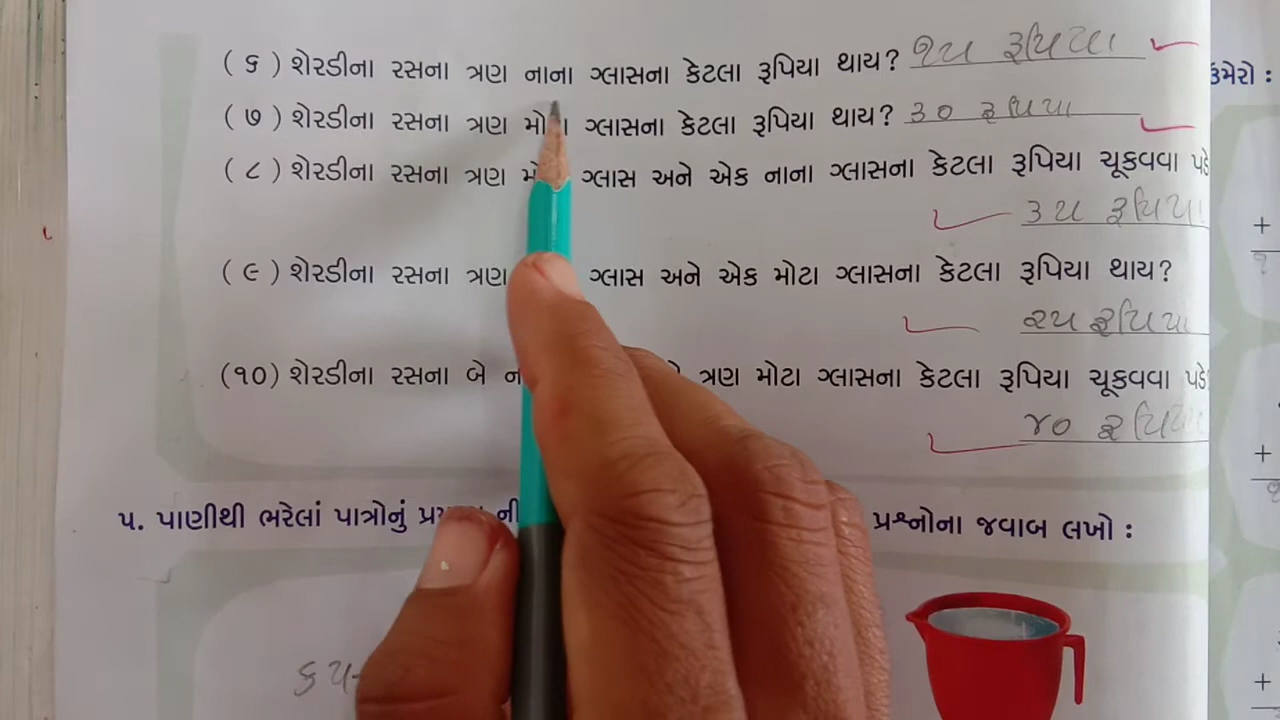 (૬) શેરડીના રસના ત્રણ નાના ગ્લાસના કેટલા રૂપિયા થાય? ૧૫ રૂપિયા
(૭) શેરડીના રસના ત્રણ ગ્લાસના કેટલા રૂપિયા થાય? ૩૦ રૂપિયા
(૮) શેરડીના રસના ત્રણ ગ્લાસ અને એક નાના ગ્લાસના કેટલા રૂપિયા ચૂકવવા પડે
૩૫ રૂપિયા
(૯) શેરડીના રસના ત્રણ ગ્લાસ અને એક મોટા ગ્લાસના કેટલા રૂપિયા થાય?
૨૫ રૂપિયા
(૧૦) શેરડીના રસના બે ત્રણ મોટા ગ્લાસના કેટલા રૂપિયા ચૂકવવા પડે
૪૦ રૂપિયા
૫. પાણીથી ભરેલાં પાત્રોનું પ્રશ્નોના જવાબ લખો :
ઉમેરો :
+
+
+